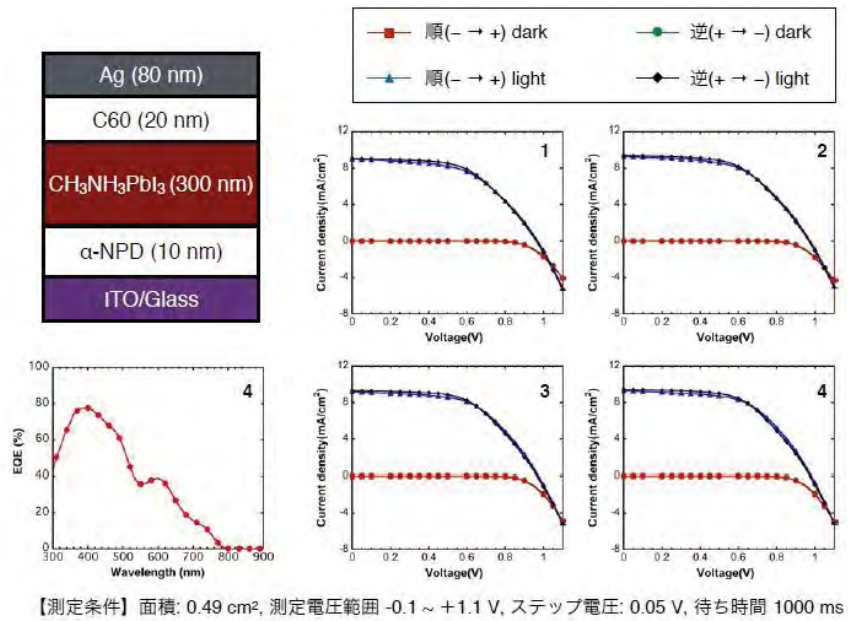 順(− → +) dark
逆(+ → −) dark
順(− → +) light
逆(+ → −) light
Ag (80 nm)
C60 (20 nm)
CH₃NH₃PbI₃ (300 nm)
α-NPD (10 nm)
ITO/Glass
1
12
8
4
0
-4
-8
Current density(mA/cm²)
0 0.2 0.4 0.6 0.8 1
Voltage(V)
2
12
8
4
0
-4
-8
Current density(mA/cm²)
0 0.2 0.4 0.6 0.8 1
Voltage(V)
4
100
80
60
40
20
0
EQE (%)
300 400 500 600 700 800 900
Wavelength (nm)
3
12
8
4
0
-4
-8
Current density(mA/cm²)
0 0.2 0.4 0.6 0.8 1
Voltage(V)
4
12
8
4
0
-4
-8
Current density(mA/cm²)
0 0.2 0.4 0.6 0.8 1
Voltage(V)
【測定条件】面積: 0.49 cm², 測定電圧範囲 -0.1 ~ +1.1 V, ステップ電圧: 0.05 V, 待ち時間 1000 ms